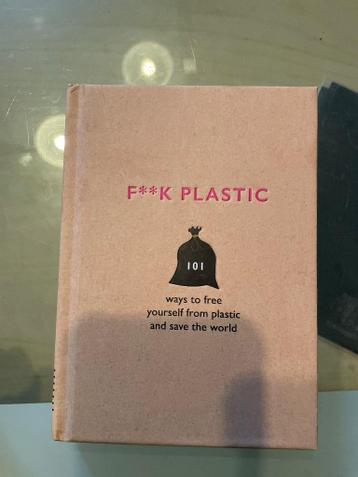 F**K PLASTIC
101
ways to free
yourself from plastic
and save the world